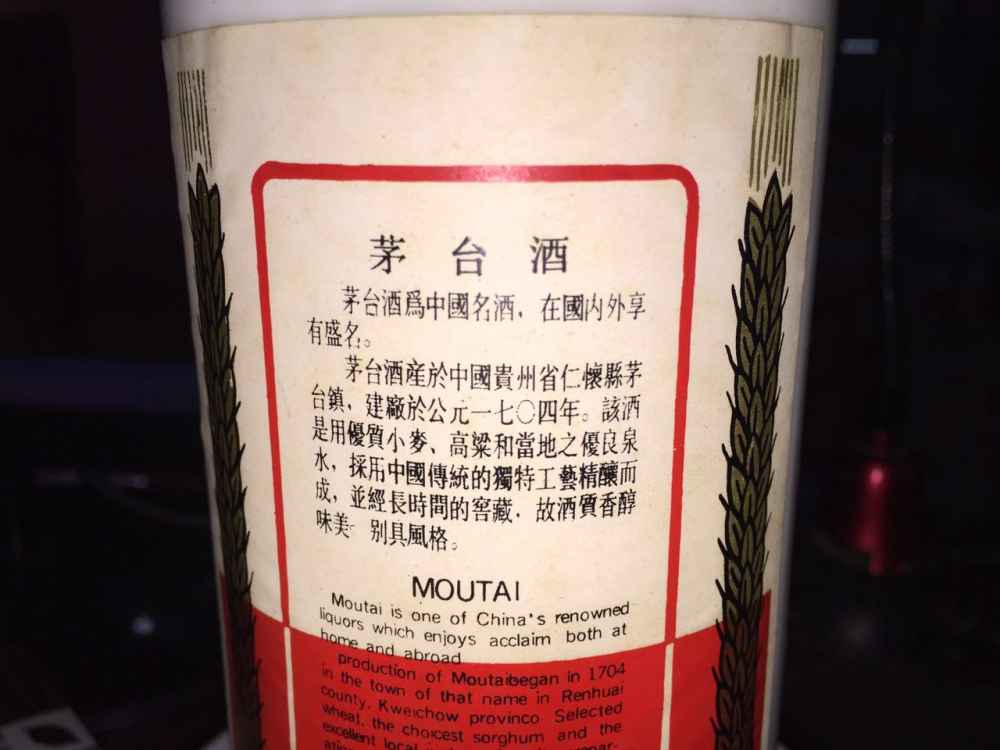 茅台酒
茅台酒爲中國名酒，在國内外享
有盛名。
茅台酒産於中國貴州省仁懷縣茅
台鎮，建廠於公元一七〇四年。該酒
是用優質小麥、高粱和當地之優良泉
水，採用中國傳統的獨特工藝精釀而
成，並經長時間的窖藏．故酒質香醇
味美 别具風格。
MOUTAI
Moutai is one of China's renowned
liquors which enjoys acclaim both at
home and abroad
production of Moutaibegan in 1704
in the town of that name in Renhuai
county, Kweichow provinco Selected
wheat, the choicest sorghum and the
excellent local